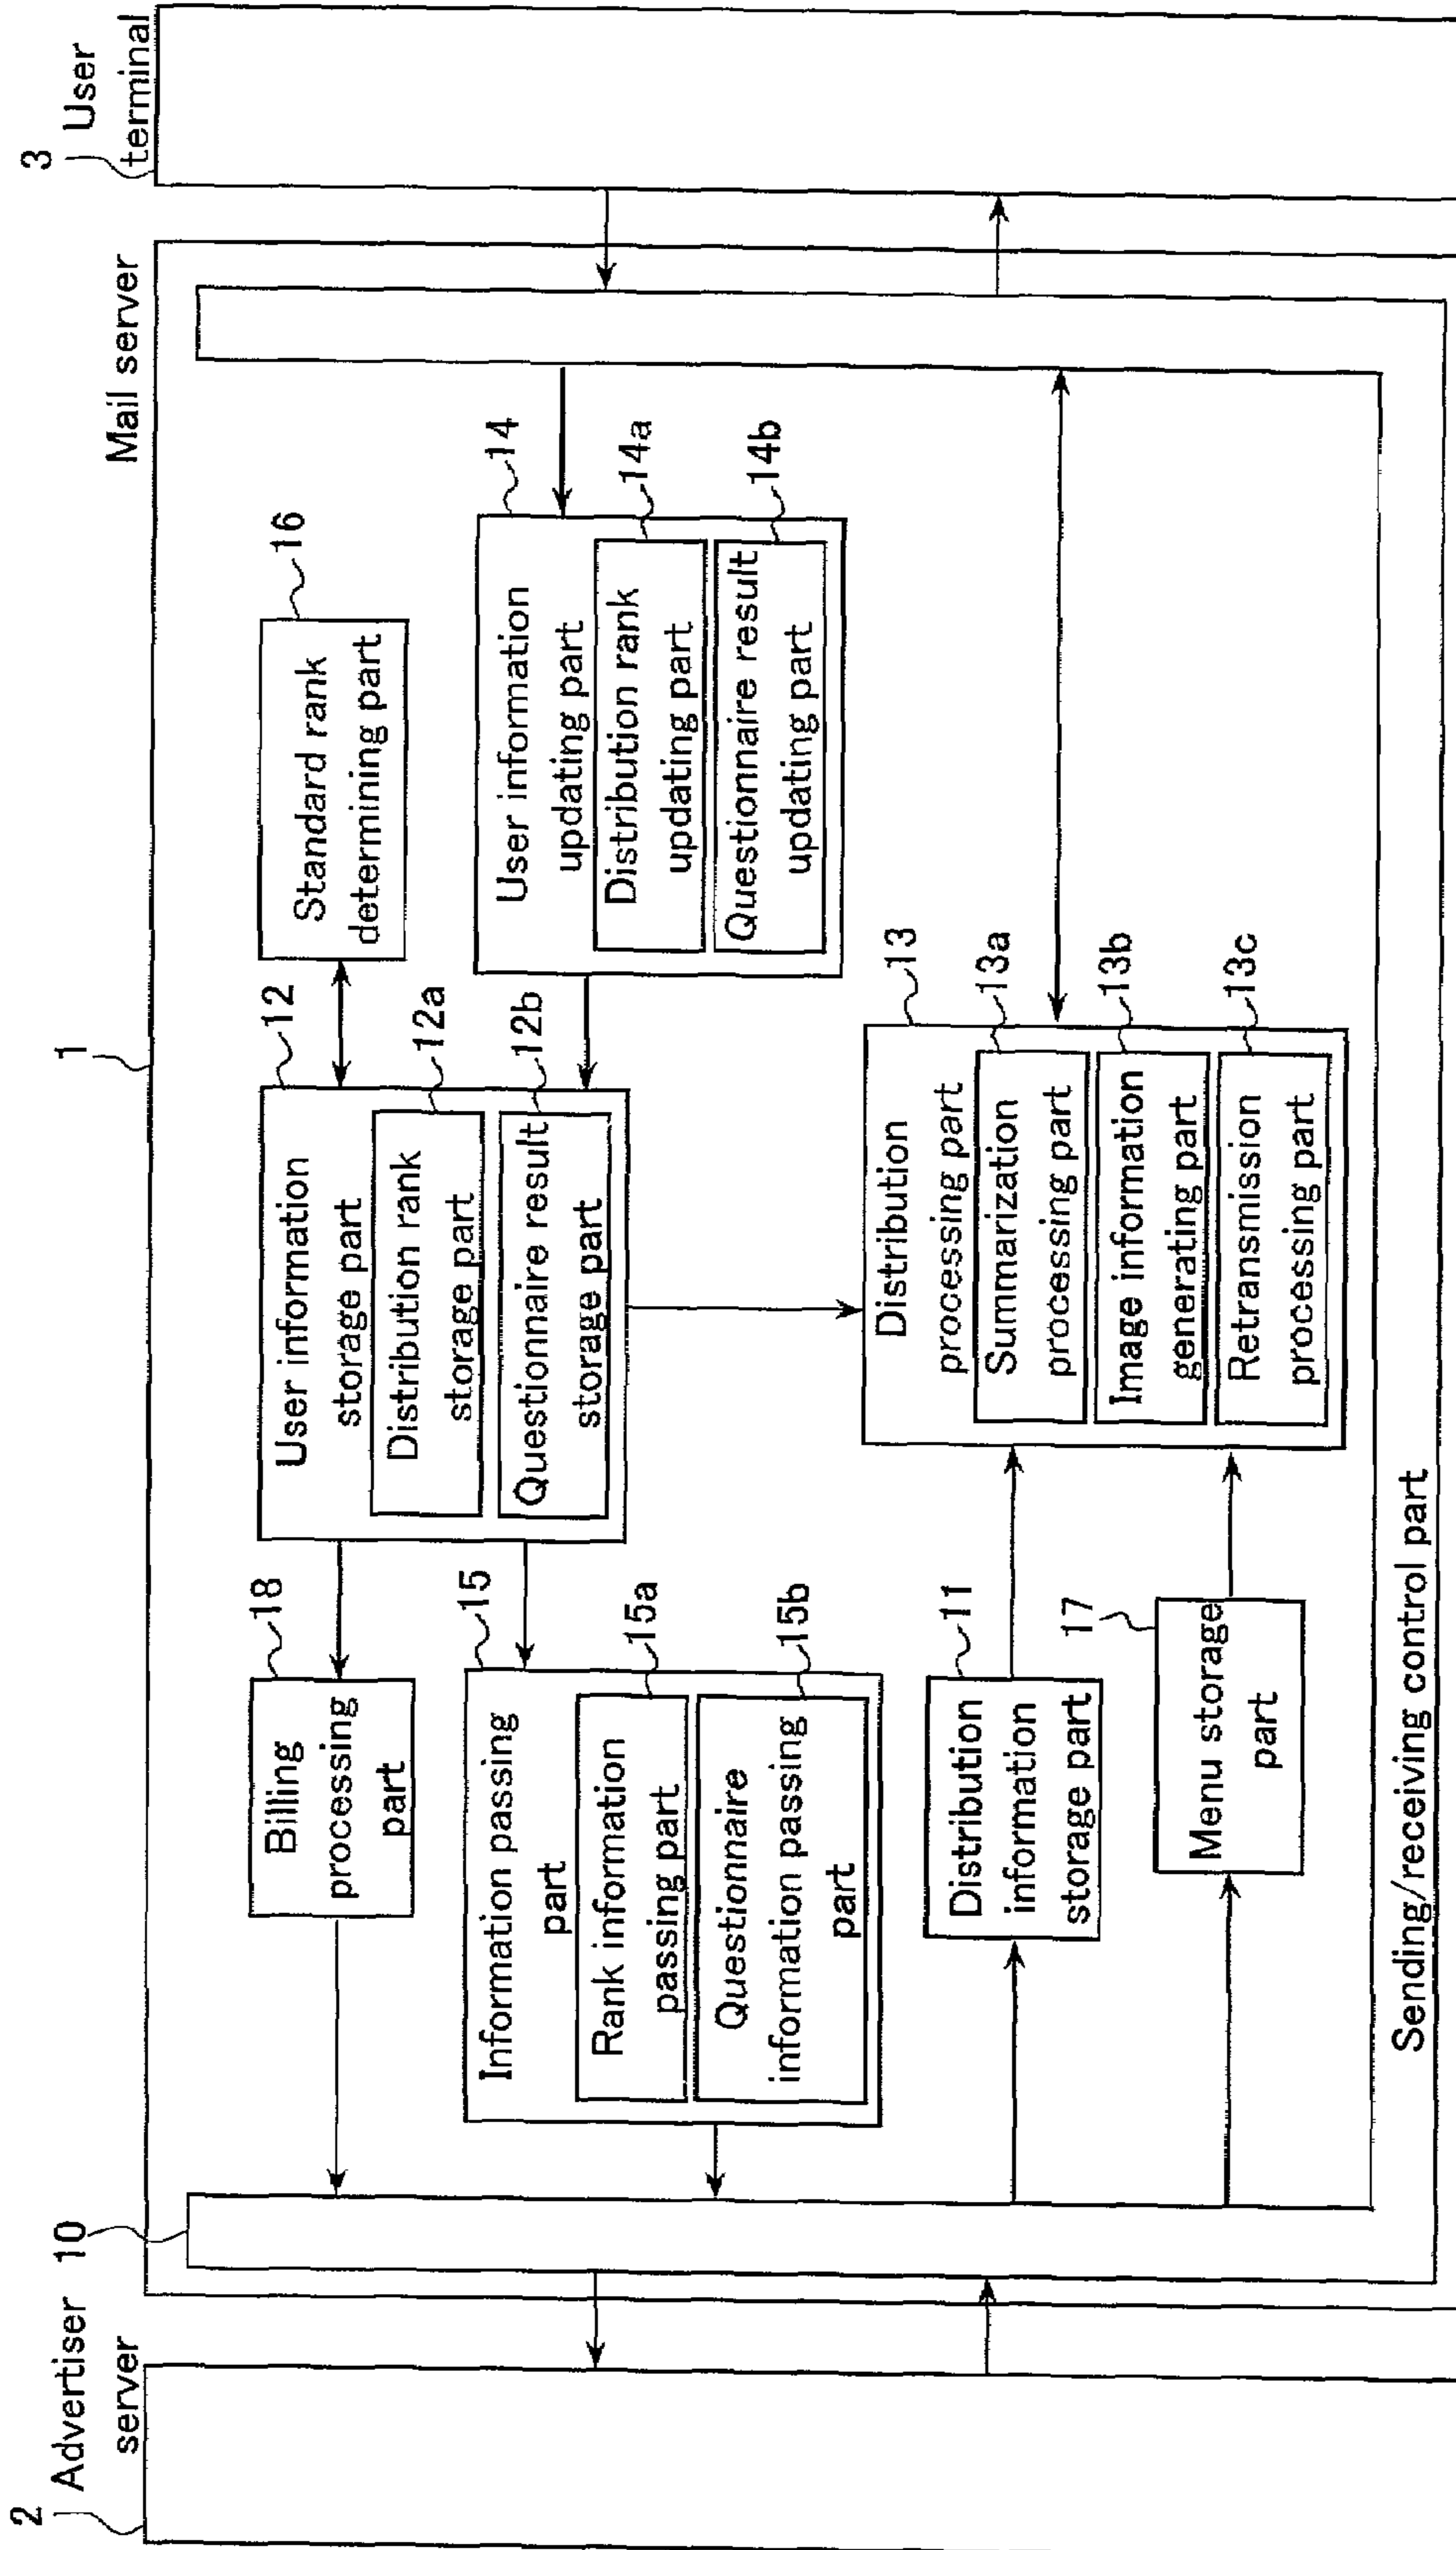 2
Advertiser
server
10
1
Mail server
3
User
terminal
18
Billing
processing
part
12
User information
storage part
12a
Distribution rank
storage part
12b
Questionnaire result
storage part
16
Standard rank
determining part
15
Information passing
part
15a
Rank information
passing part
15b
Questionnaire
information passing
part
14
User information
updating part
14a
Distribution rank
updating part
14b
Questionnaire result
updating part
11
Distribution
information
storage part
13
Distribution
processing part
13a
Summarization
processing part
13b
Image information
generating part
13c
Retransmission
processing part
17
Menu storage
part
Sending/receiving control part